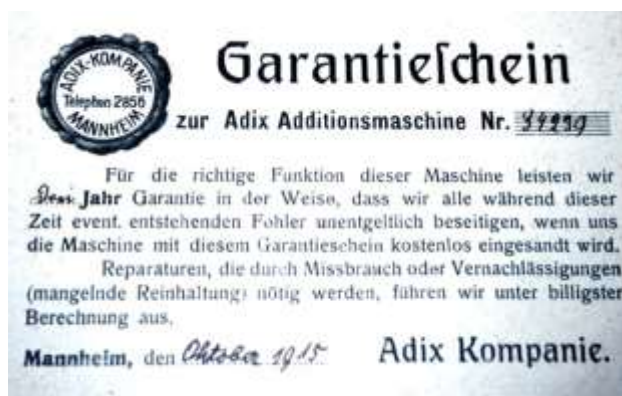 Garantieſchein
ADIX-KOMPANIE
Telephon 2856
MANNHEIM
zur Adix Additionsmaschine Nr.
Für die richtige Funktion dieser Maschine leisten wir
Drei Jahr Garantie in der Weise, dass wir alle während dieser
Zeit event. entstehenden Fehler unentgeltlich beseitigen, wenn uns
die Maschine mit diesem Garantieschein kostenlos eingesandt wird.
Reparaturen, die durch Missbrauch oder Vernachlässigungen
(mangelnde Reinhaltung) nötig werden, führen wir unter billigster
Berechnung aus.
Mannheim, den Oktober 1915 Adix Kompanie.